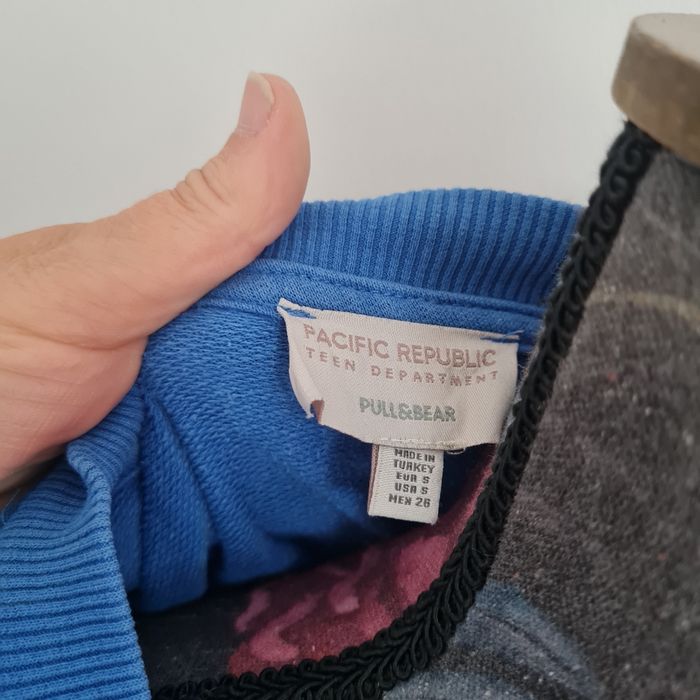 PACIFIC REPUBLIC
TEEN DEPARTMENT
PULL&BEAR
MADE IN
TURKEY
EUR S
USA S
MEX 26